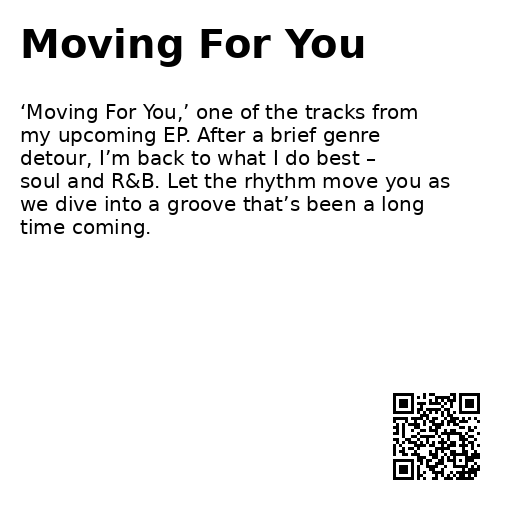 Moving For You
‘Moving For You,’ one of the tracks from
my upcoming EP. After a brief genre
detour, I’m back to what I do best –
soul and R&B. Let the rhythm move you as
we dive into a groove that’s been a long
time coming.